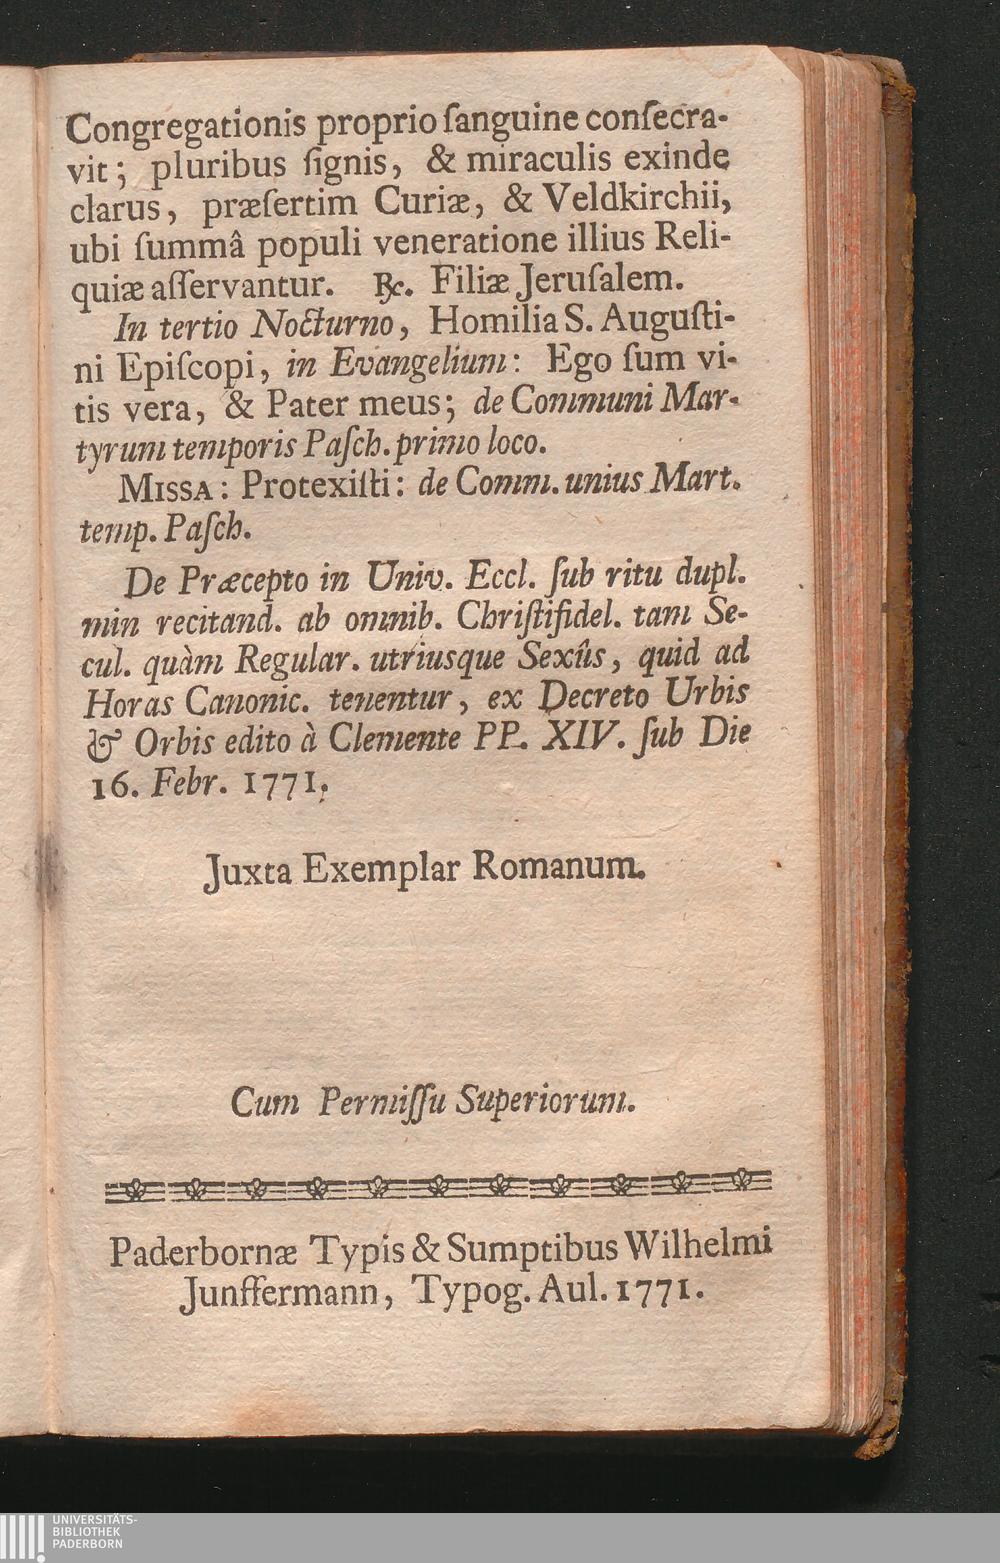 Congregationis proprio ſanguine conſecra-
vit; pluribus ſignis, & miraculis exinde
clarus, præſertim Curiæ, & Veldkirchii,
ubi ſummâ populi veneratione illius Reli-
quiæ aſſervantur. ℞c. Filiæ Jeruſalem.
In tertio Nocturno, Homilia S. Auguſti-
ni Epiſcopi, in Evangelium: Ego ſum vi-
tis vera, & Pater meus; de Communi Mar-
tyrum temporis Paſch. primo loco.
MISSA: Protexiſti: de Comm. unius Mart.
temp. Paſch.
De Præcepto in Univ. Eccl. ſub ritu dupl.
min recitand. ab omnib. Chriſtifidel. tam Se-
cul. quàm Regular. utriusque Sexûs, quid ad
Horas Canonic. tenentur, ex Decreto Urbis
& Orbis edito à Clemente PP. XIV. ſub Die
16. Febr. 1771.
Juxta Exemplar Romanum.
Cum Permiſſu Superiorum.
Paderbornæ Typis & Sumptibus Wilhelmi
Junffermann, Typog. Aul. 1771.
UNIVERSITÄTS-
BIBLIOTHEK
PADERBORN